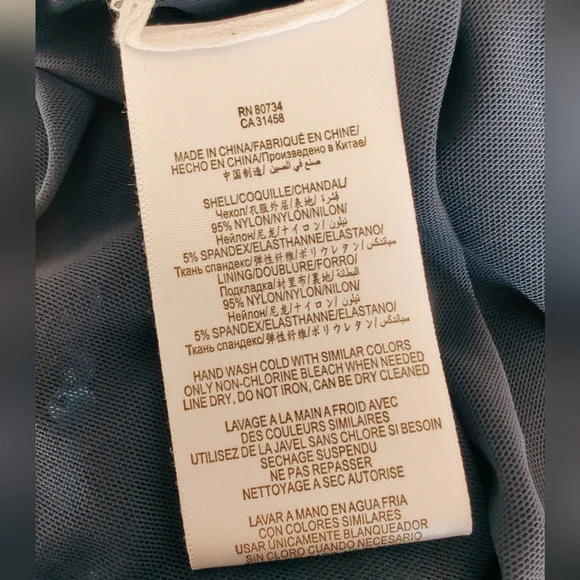 RN 80734
CA 31458
MADE IN CHINA/FABRIQUÉ EN CHINE/
HECHO EN CHINA/Произведено в Китае/
中国制造/ صنع في الصين
SHELL/COQUILLE/CHANDAL/
Чехол/衣服外层/表地/ قشرة/
95% NYLON/NYLON/NILON/
Нейлон/尼龙/ナイロン/ نيلون/
5% SPANDEX/ELASTHANNE/ELASTANO/
Ткань спандекс/弹性纤维/ポリウレタン/ سباندكس/
LINING/DOUBLURE/FORRO/
Подкладка/衬里布/裏地/ البطانة/
95% NYLON/NYLON/NILON/
Нейлон/尼龙/ナイロン/ نيلون/
5% SPANDEX/ELASTHANNE/ELASTANO/
Ткань спандекс/弹性纤维/ポリウレタン/ سباندكس/
HAND WASH COLD WITH SIMILAR COLORS
ONLY NON-CHLORINE BLEACH WHEN NEEDED
LINE DRY, DO NOT IRON, CAN BE DRY CLEANED
LAVAGE A LA MAIN A FROID AVEC
DES COULEURS SIMILAIRES
UTILISEZ DE LA JAVEL SANS CHLORE SI BESOIN
SECHAGE SUSPENDU
NE PAS REPASSER
NETTOYAGE A SEC AUTORISE
LAVAR A MANO EN AGUA FRIA
CON COLORES SIMILARES
USAR ÚNICAMENTE BLANQUEADOR
SIN CLORO CUANDO NECESARIO